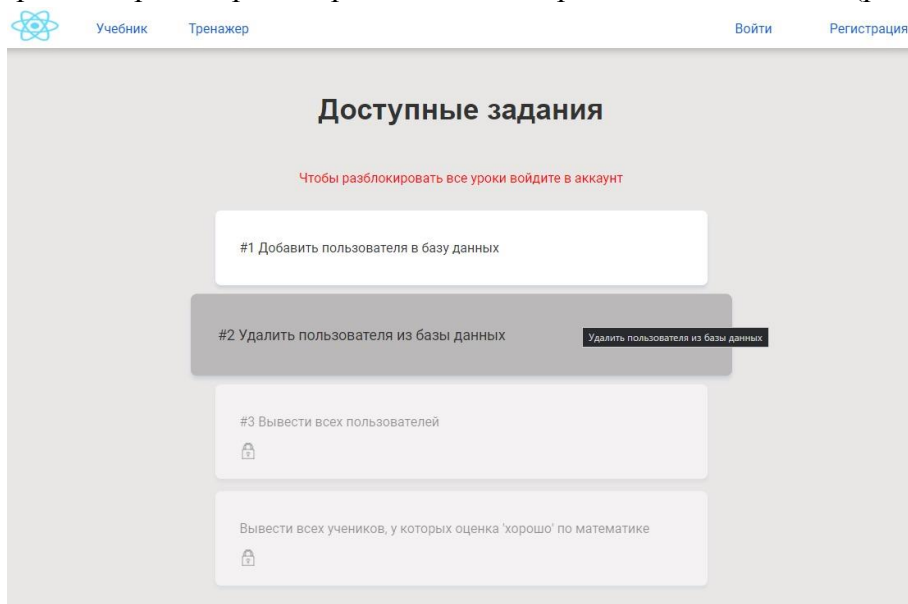 Учебник Тренажер Войти Регистрация
Доступные задания
Чтобы разблокировать все уроки войдите в аккаунт
#1 Добавить пользователя в базу данных
#2 Удалить пользователя из базы данных
Удалить пользователя из базы данных
#3 Вывести всех пользователей
Вывести всех учеников, у которых оценка 'хорошо' по математике